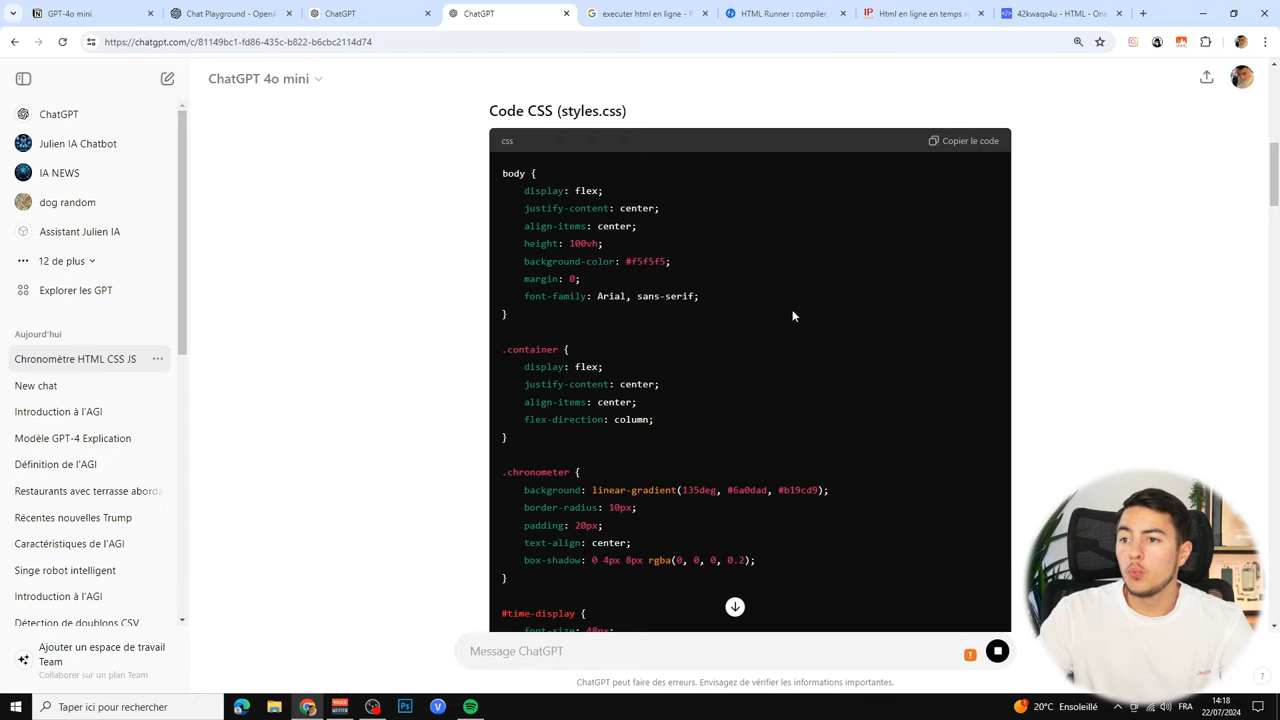 GPT-4o mini
Chat Playground - OpenA
ChatGPT
ChatGPT
executer html en ligne - R
HTML Runner : compiler,
Html en ligne en temps re
42kwaqx4u - HTML - One
https://chatgpt.com/c/81149bc1-fd86-435c-b822-b6cbc2114d74
ChatGPT 4o mini
ChatGPT
Julien IA Chatbot
IA NEWS
dog random
Assistant Julien IA
12 de plus
Explorer les GPT
Aujourd'hui
Chronomètre HTML CSS JS
New chat
Introduction à l'AGI
Modèle GPT-4 Explication
Définition de l'AGI
Restaurants avec terrasse aborda
Récentes nouvelles Trump
Caractéristiques de l'AGI
Singe robot intelligent
Introduction à l'AGI
Détection de doublons CSV
Ajouter un espace de travail
Team
Collaborer sur un plan Team
Code CSS (styles.css)
css
Copier le code
body {
display: flex;
justify-content: center;
align-items: center;
height: 100vh;
background-color: #f5f5f5;
margin: 0;
font-family: Arial, sans-serif;
}
.container {
display: flex;
justify-content: center;
align-items: center;
flex-direction: column;
}
.chronometer {
background: linear-gradient(135deg, #6a0dad, #b19cd9);
border-radius: 10px;
padding: 20px;
text-align: center;
box-shadow: 0 4px 8px rgba(0, 0, 0, 0.2);
}
#time-display {
font-size: 48px;
Message ChatGPT
ChatGPT peut faire des erreurs. Envisagez de vérifier les informations importantes.
Taper ici pour rechercher
20°C Ensoleillé
FRA
14:18
22/07/2024